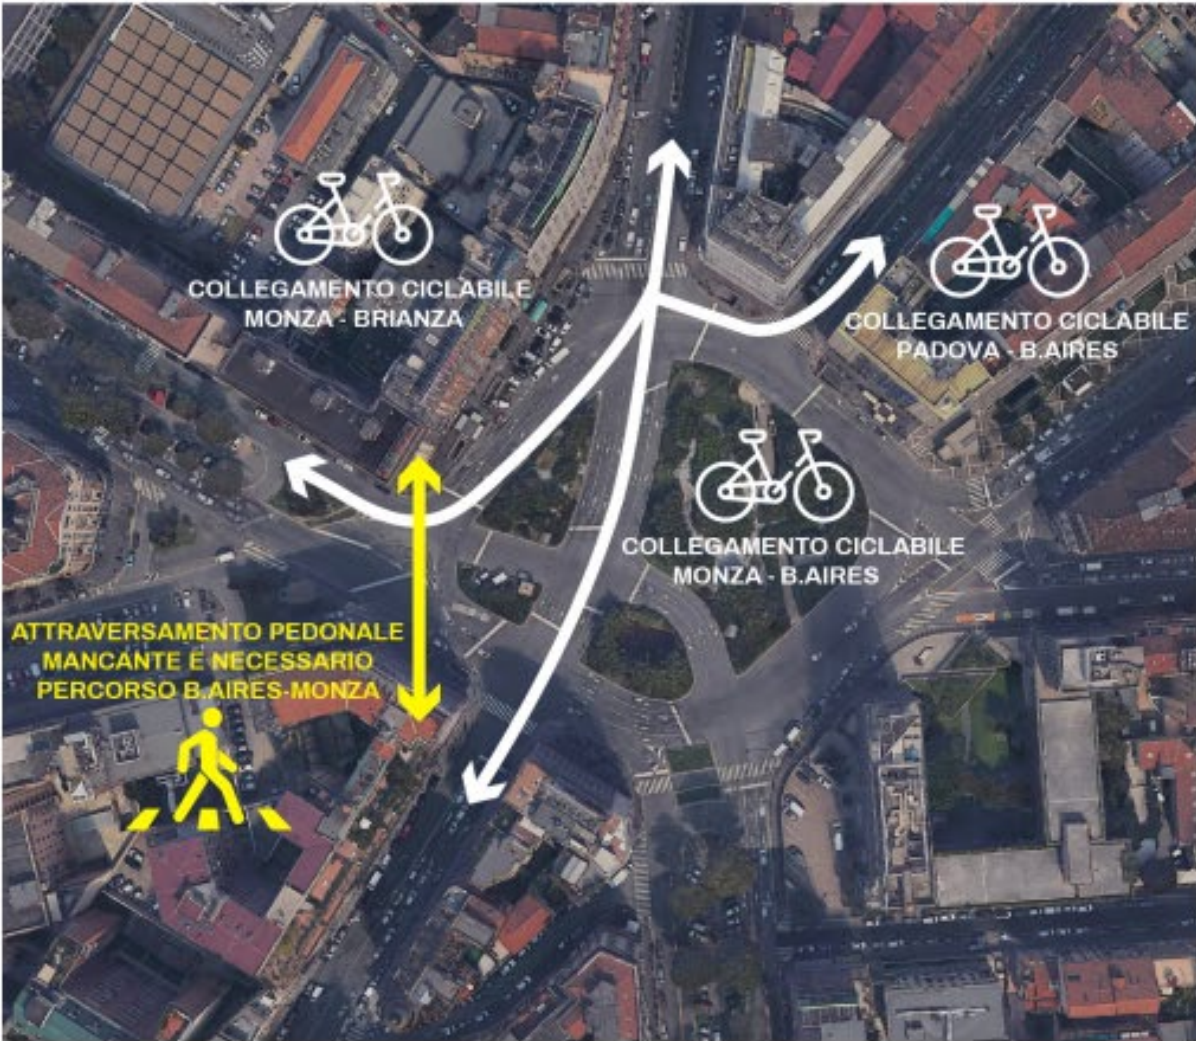 COLLEGAMENTO CICLABILE
MONZA - BRIANZA
COLLEGAMENTO CICLABILE
PADOVA - B.AIRES
COLLEGAMENTO CICLABILE
MONZA - B.AIRES
ATTRAVERSAMENTO PEDONALE
MANCANTE E NECESSARIO
PERCORSO B.AIRES-MONZA